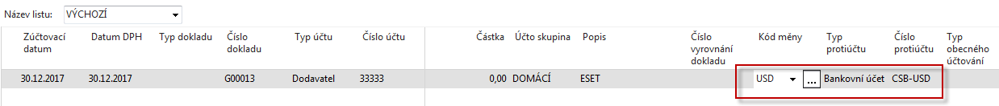 Název listu: VÝCHOZÍ
Zúčtovací datum Datum DPH Typ dokladu Číslo dokladu Typ účtu Číslo účtu Částka Účto skupina Popis Číslo vyrovnání dokladu Kód měny Typ protiúčtu Číslo protiúčtu Typ obecného účtování
30.12.2017 30.12.2017 G00013 Dodavatel 33333 0,00 DOMÁCÍ ESET USD ... Bankovní účet CSB-USD